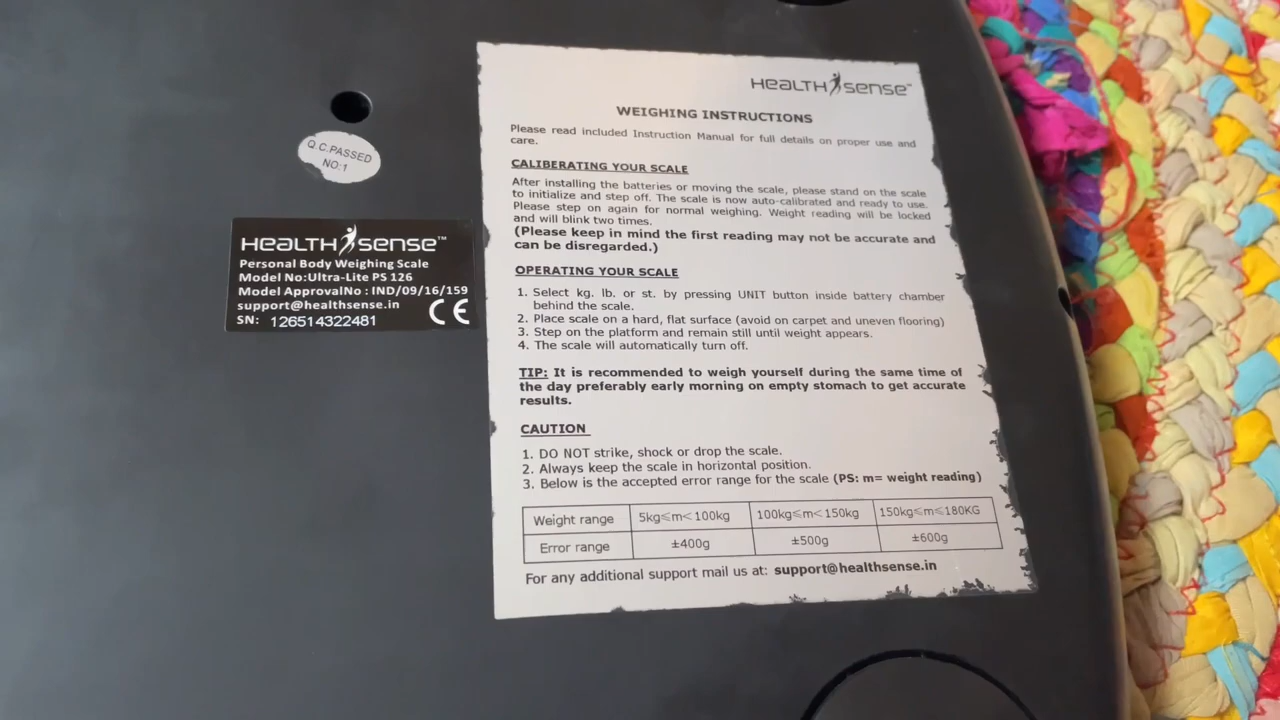 Q.C.PASSED
NO:1
HEALTH SENSE™
Personal Body Weighing Scale
Model No:Ultra-Lite PS 126
Model ApprovalNo : IND/09/16/159
support@healthsense.in
SN: 126514322481
CE
HEALTH SENSE™
WEIGHING INSTRUCTIONS
Please read included Instruction Manual for full details on proper use and
care.
CALIBERATING YOUR SCALE
After installing the batteries or moving the scale, please stand on the scale
to initialize and step off. The scale is now auto-calibrated and ready to use.
Please step on again for normal weighing. Weight reading will be locked
and will blink two times.
(Please keep in mind the first reading may not be accurate and
can be disregarded.)
OPERATING YOUR SCALE
1. Select kg. lb. or st. by pressing UNIT button inside battery chamber
behind the scale.
2. Place scale on a hard, flat surface (avoid on carpet and uneven flooring)
3. Step on the platform and remain still until weight appears.
4. The scale will automatically turn off.
TIP: It is recommended to weigh yourself during the same time of
the day preferably early morning on empty stomach to get accurate
results.
CAUTION
1. DO NOT strike, shock or drop the scale.
2. Always keep the scale in horizontal position.
3. Below is the accepted error range for the scale (PS: m= weight reading)
Weight range 5kg≤m<100kg 100kg≤m<150kg 150kg≤m≤180KG
Error range ±400g ±500g ±600g
For any additional support mail us at: support@healthsense.in